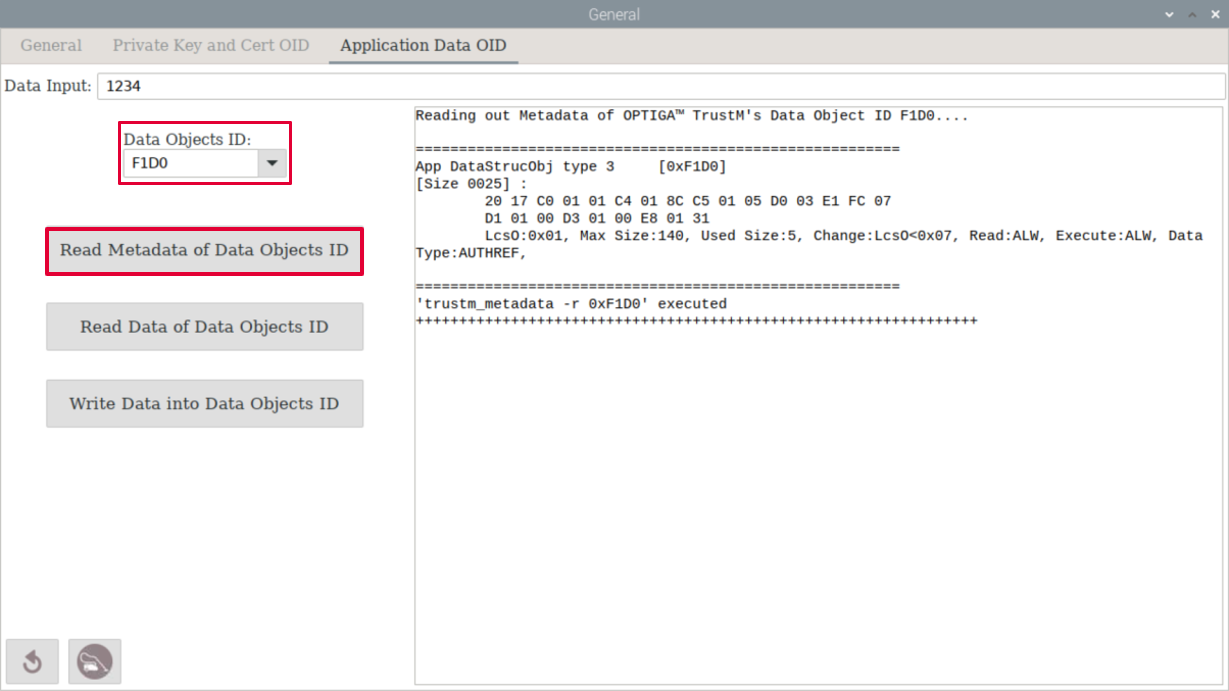 General
General Private Key and Cert OID Application Data OID
Data Input: 1234
Data Objects ID:
F1D0
Read Metadata of Data Objects ID
Read Data of Data Objects ID
Write Data into Data Objects ID
Reading out Metadata of OPTIGA™ TrustM's Data Object ID F1D0....
========================================================
App DataStrucObj type 3     [0xF1D0]
[Size 0025] :
        20 17 C0 01 01 C4 01 8C C5 01 05 D0 03 E1 FC 07
        D1 01 00 D3 01 00 E8 01 31
        LcsO:0x01, Max Size:140, Used Size:5, Change:LcsO<0x07, Read:ALW, Execute:ALW, Data
Type:AUTHREF,
========================================================
'trustm_metadata -r 0xF1D0' executed
+++++++++++++++++++++++++++++++++++++++++++++++++++++++++++++++++